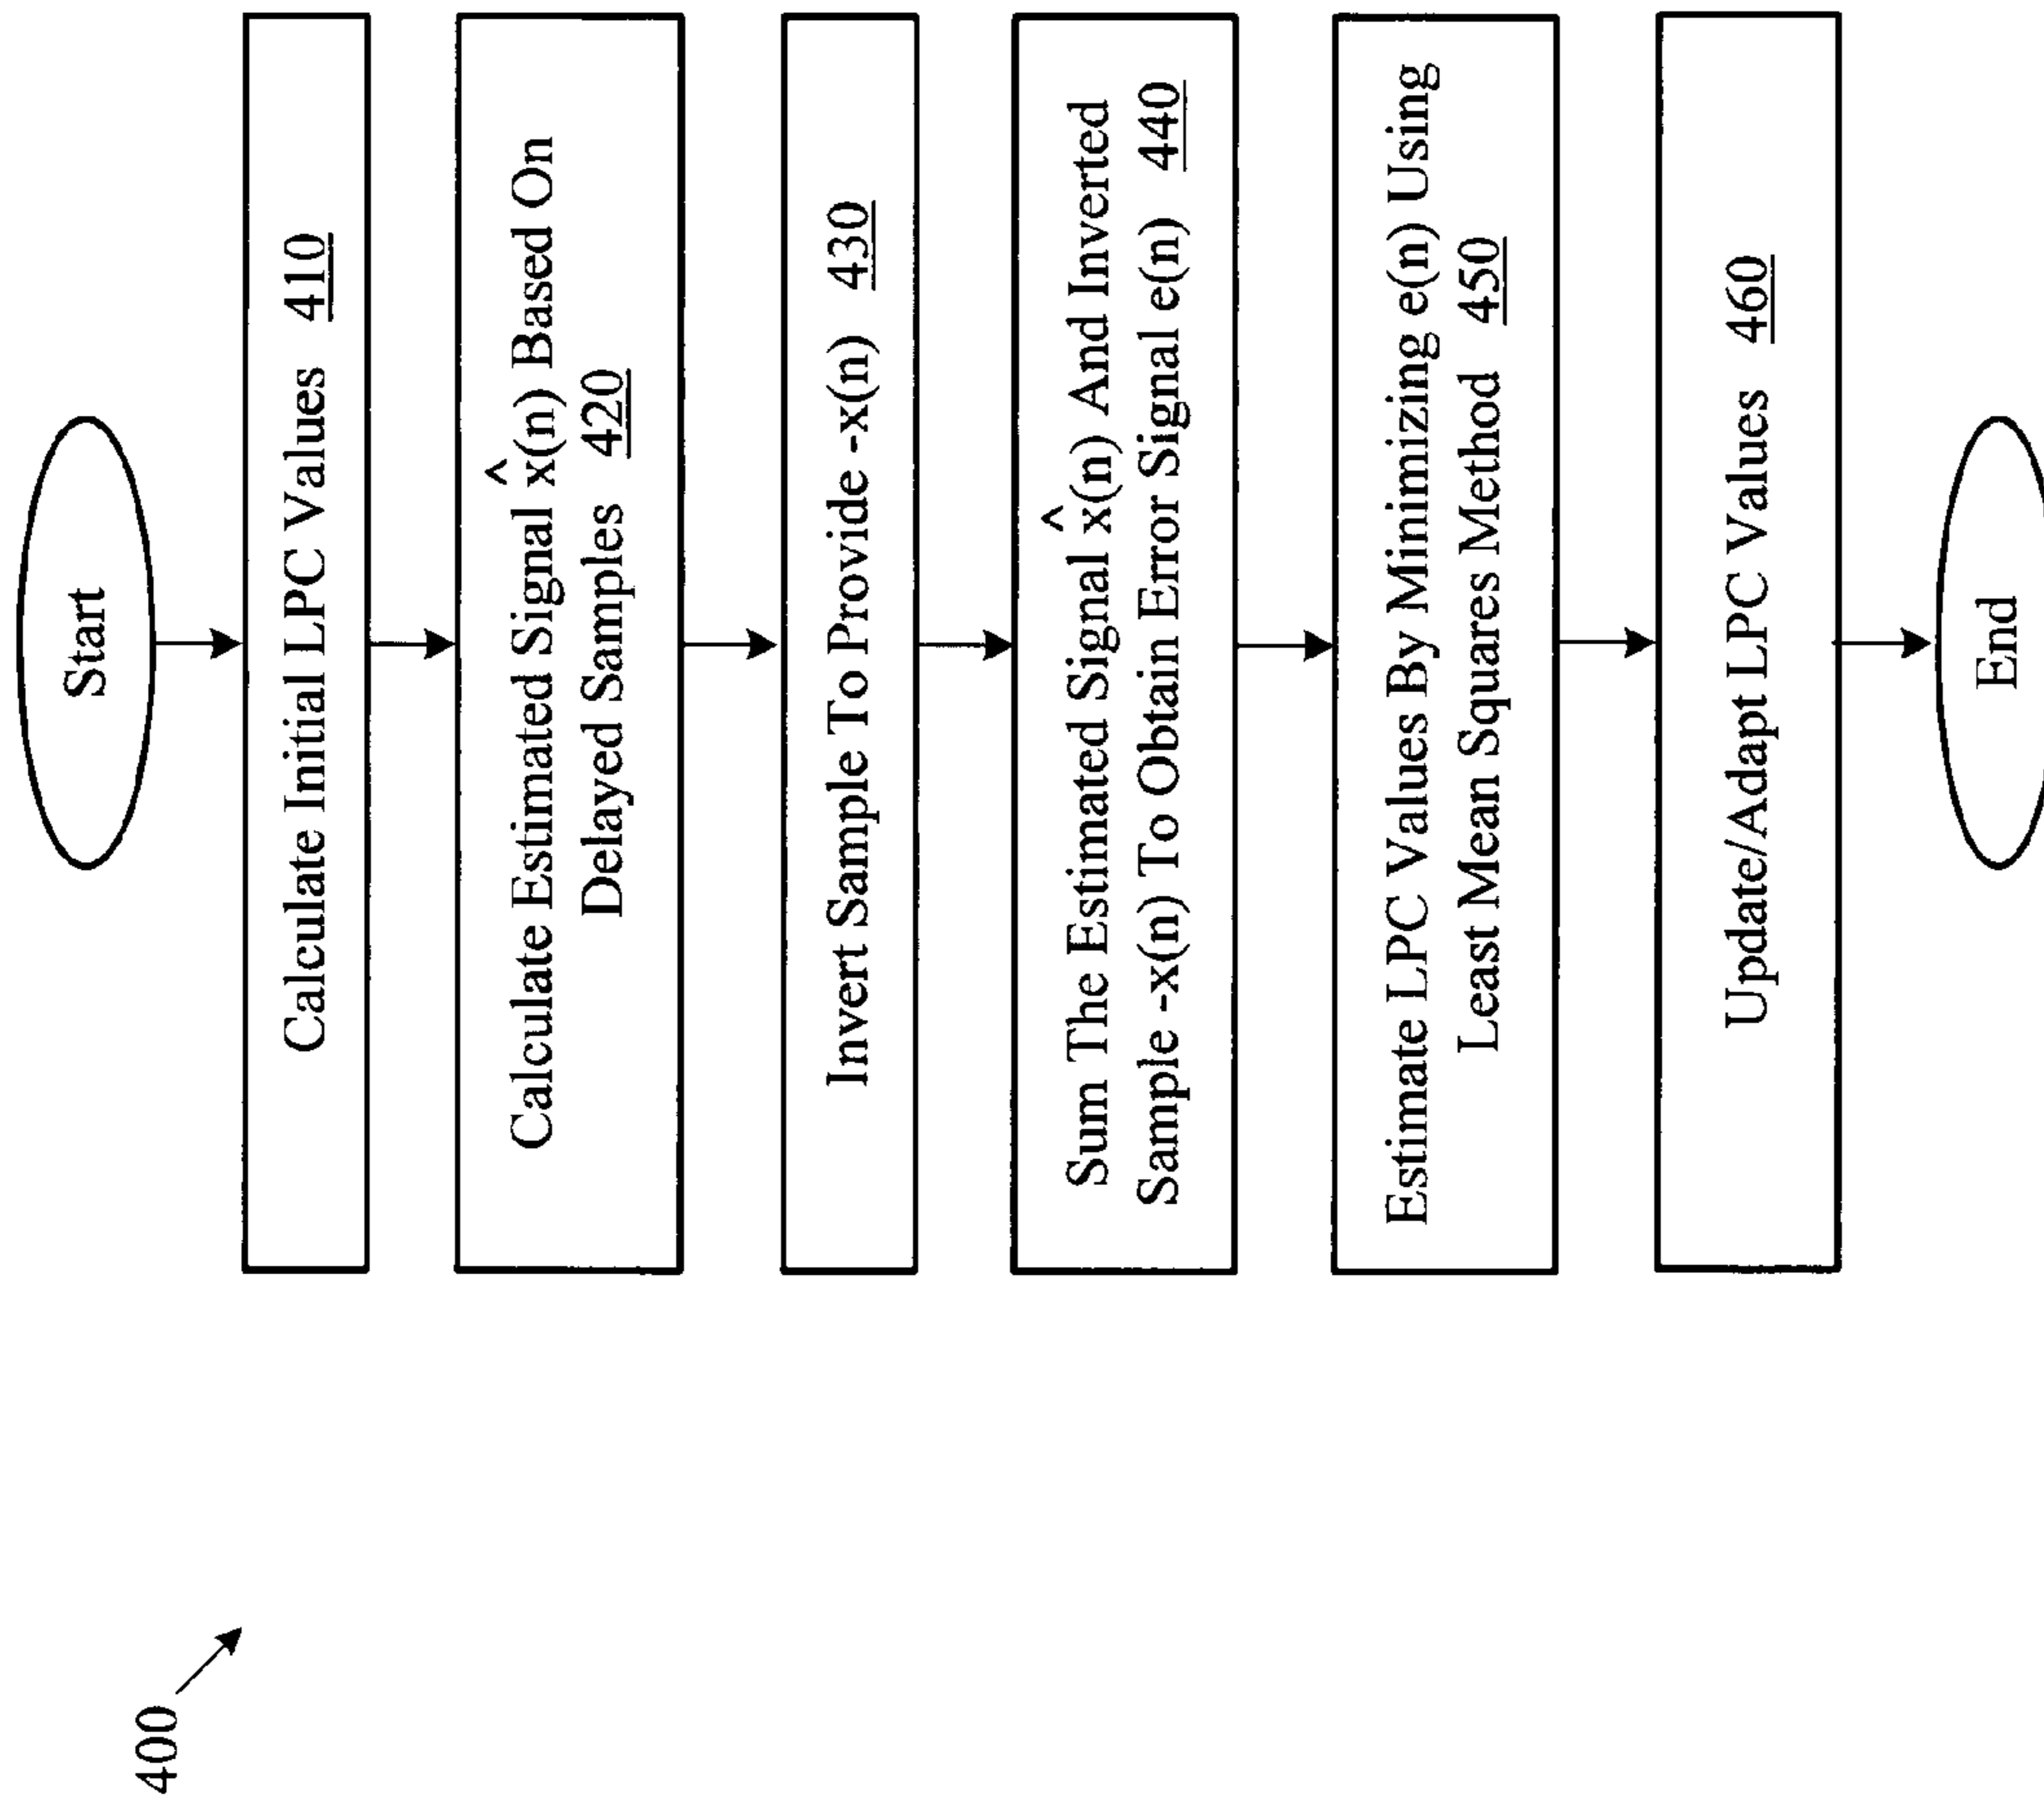 400
Start
Calculate Initial LPC Values 410
Calculate Estimated Signal x̂(n) Based On
Delayed Samples 420
Invert Sample To Provide -x(n) 430
Sum The Estimated Signal x̂(n) And Inverted
Sample -x(n) To Obtain Error Signal e(n) 440
Estimate LPC Values By Minimizing e(n) Using
Least Mean Squares Method 450
Update/Adapt LPC Values 460
End